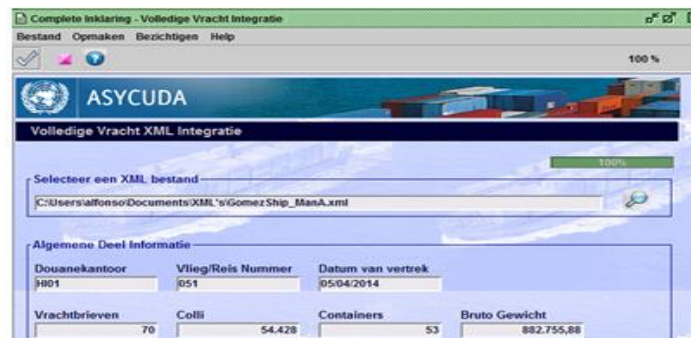 Complete Inklaring - Volledige Vracht Integratie
Bestand Opmaken Bezichtigen Help
100 %
ASYCUDA
Volledige Vracht XML Integratie
100%
Selecteer een XML bestand
C:\Users\alfonso\Documents\XML's\GomezShip_ManA.xml
Algemene Deel Informatie
Douanekantoor Vlieg/Reis Nummer Datum van vertrek
HI01 051 05/04/2014
Vrachtbrieven Colli Containers Bruto Gewicht
70 54.428 53 882.755,88